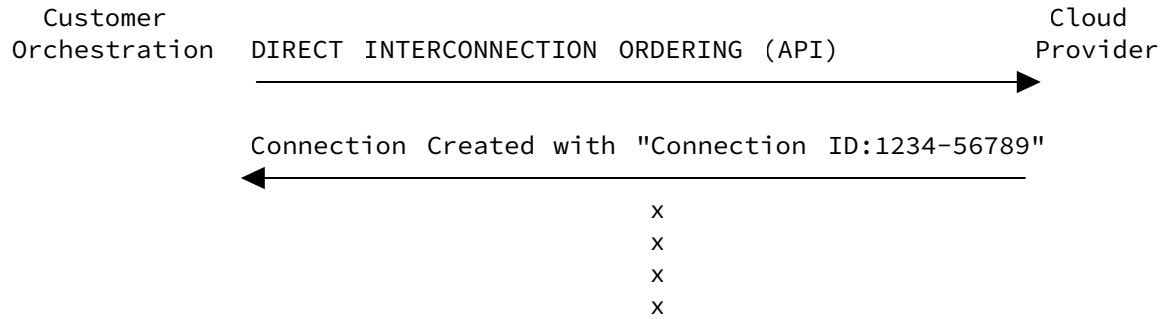 Customer Cloud
Orchestration DIRECT INTERCONNECTION ORDERING (API) Provider
Connection Created with "Connection ID:1234-56789"
x
x
x
x